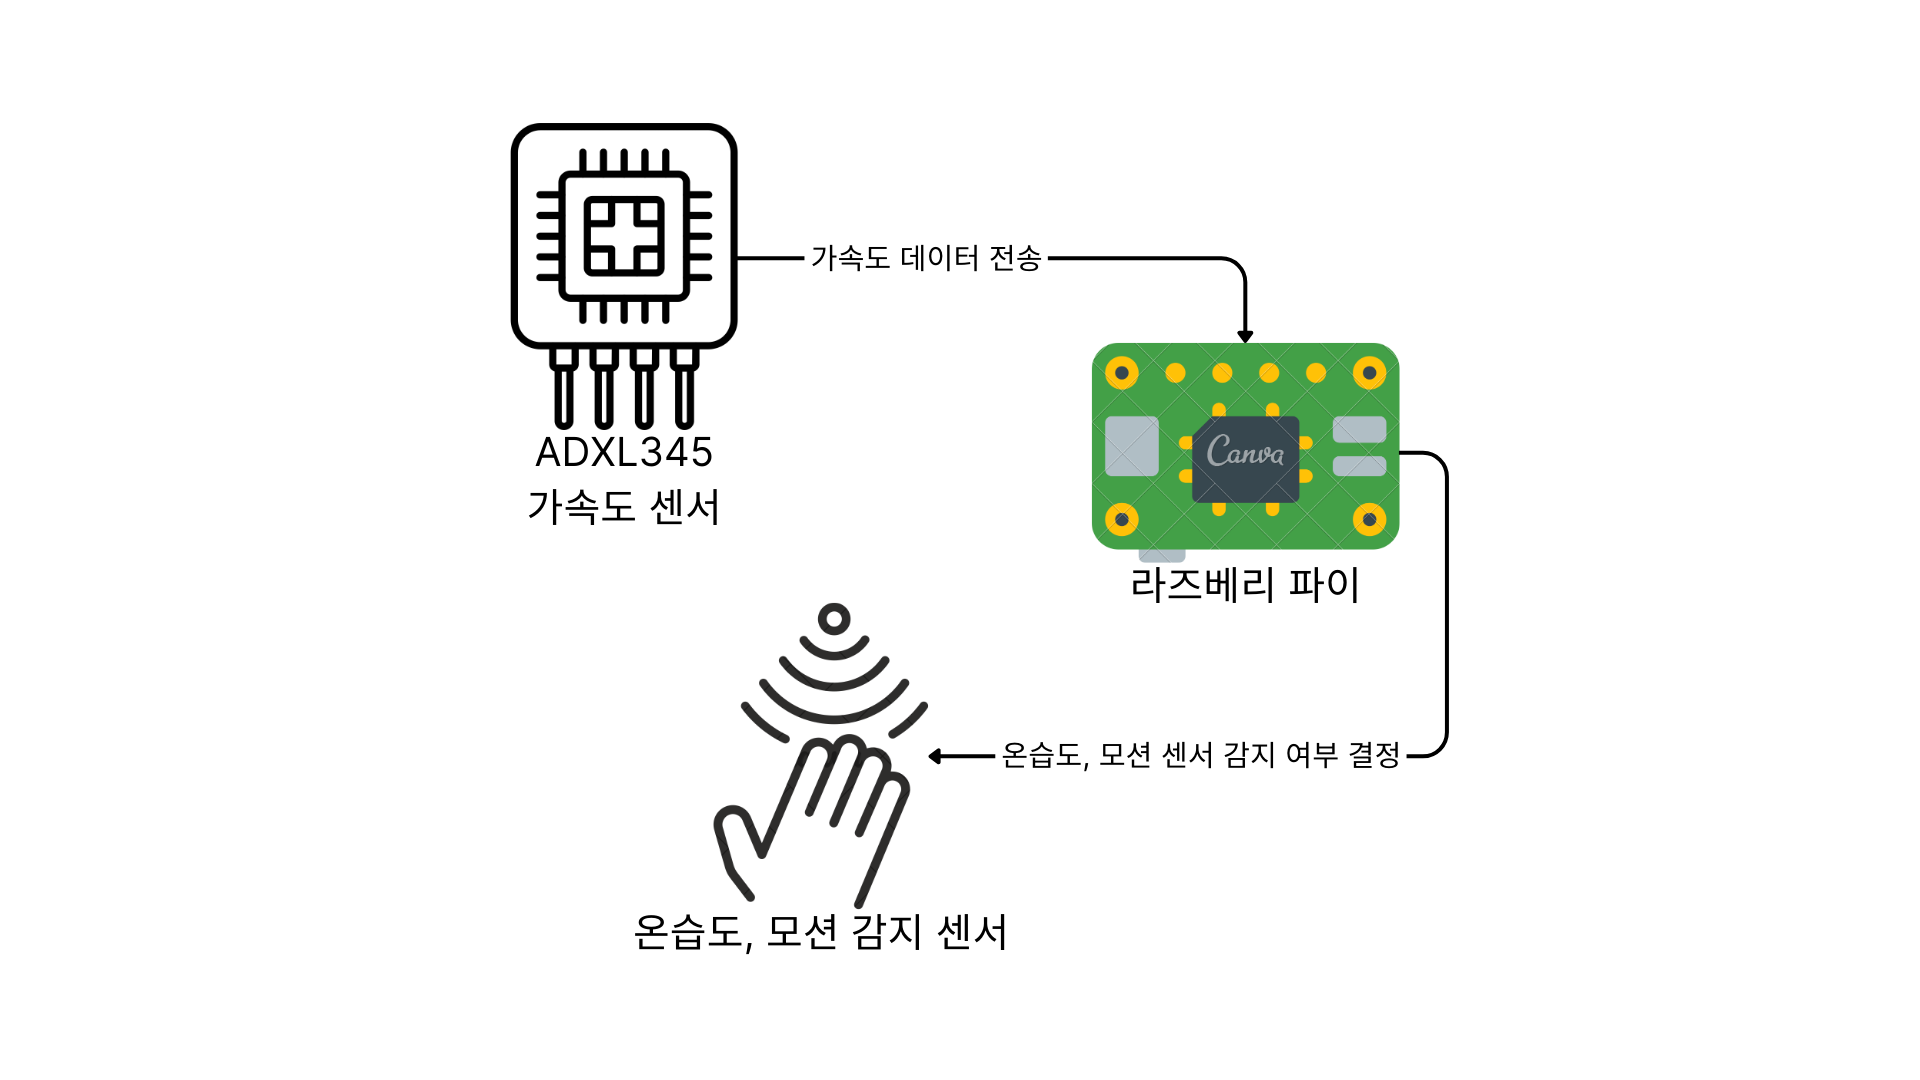 가속도 데이터 전송
ADXL345
가속도 센서
Canva
라즈베리 파이
온습도, 모션 센서 감지 여부 결정
온습도, 모션 감지 센서